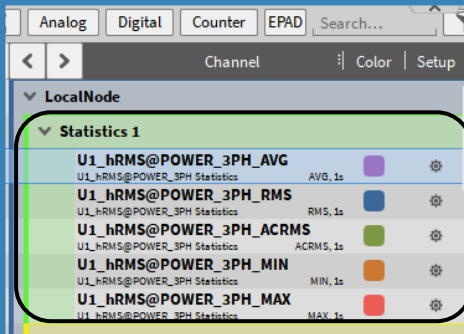 Analog Digital Counter EPAD Search...
Channel Color Setup
LocalNode
Statistics 1
U1_hRMS@POWER_3PH_AVG
U1_hRMS@POWER_3PH Statistics AVG, 1s
U1_hRMS@POWER_3PH_RMS
U1_hRMS@POWER_3PH Statistics RMS, 1s
U1_hRMS@POWER_3PH_ACRMS
U1_hRMS@POWER_3PH Statistics ACRMS, 1s
U1_hRMS@POWER_3PH_MIN
U1_hRMS@POWER_3PH Statistics MIN, 1s
U1_hRMS@POWER_3PH_MAX
U1_hRMS@POWER_3PH Statistics MAX, 1s